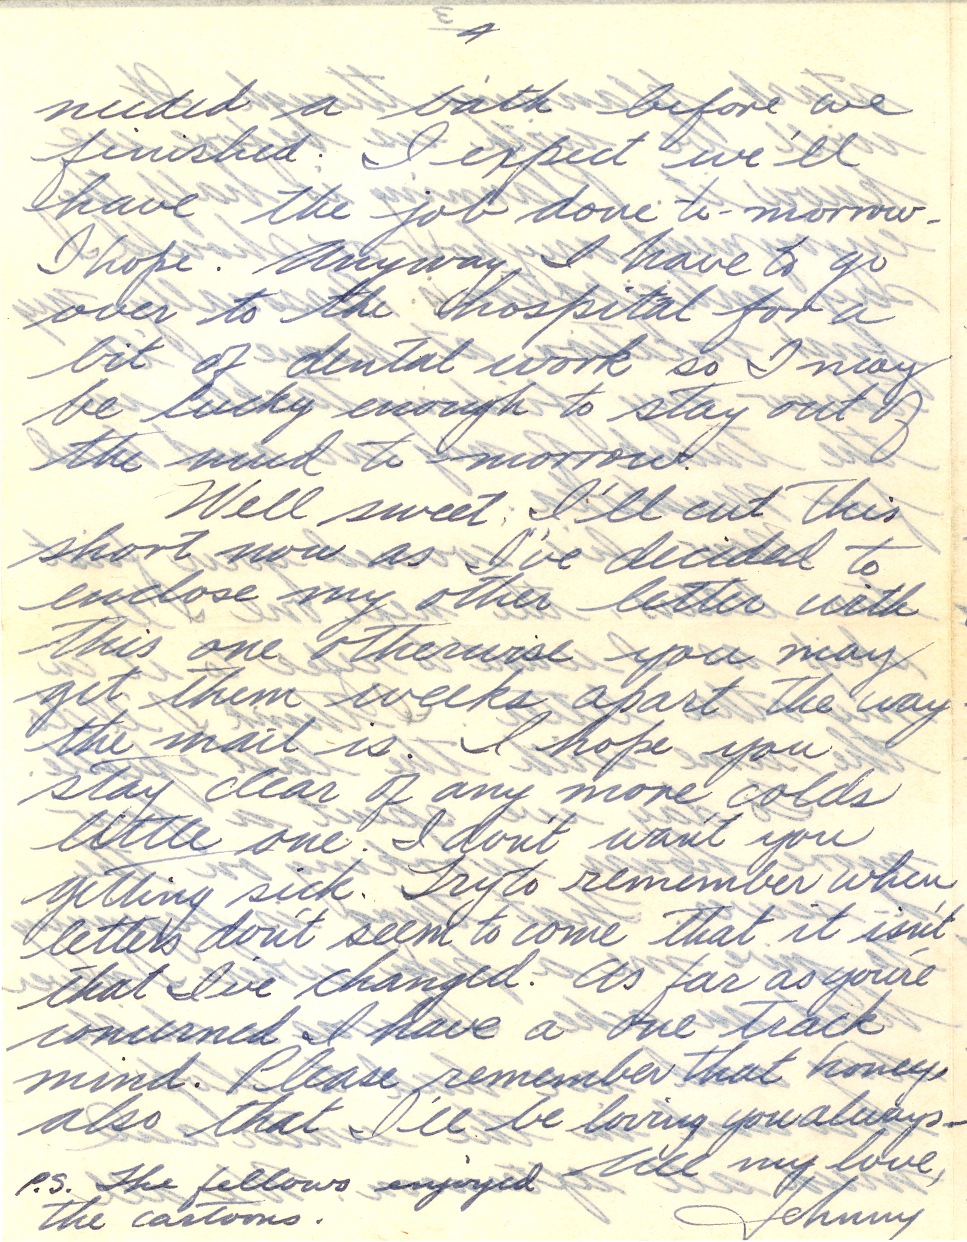 4
needed a bath before we
finished. I expect we'll
have the job done to-morrow-
I hope. Anyway I have to go
over to the hospital for a
bit of dental work so I may
be lucky enough to stay out of
the mud to-morrow.
Well sweet, I'll cut this
short now as I've decided to
enclose my other letter with
this one otherwise you may
get them weeks apart the way
the mail is. I hope you
stay clear of any more colds
little one. I don't want you
getting sick. Try to remember when
letters don't seem to come that it isn't
that I've changed. As far as you're
concerned I have a one track
mind. Please remember that honey,
also that I'll be loving you always-
All my love,
Johnny
P.S. The fellows enjoyed
the cartoons.